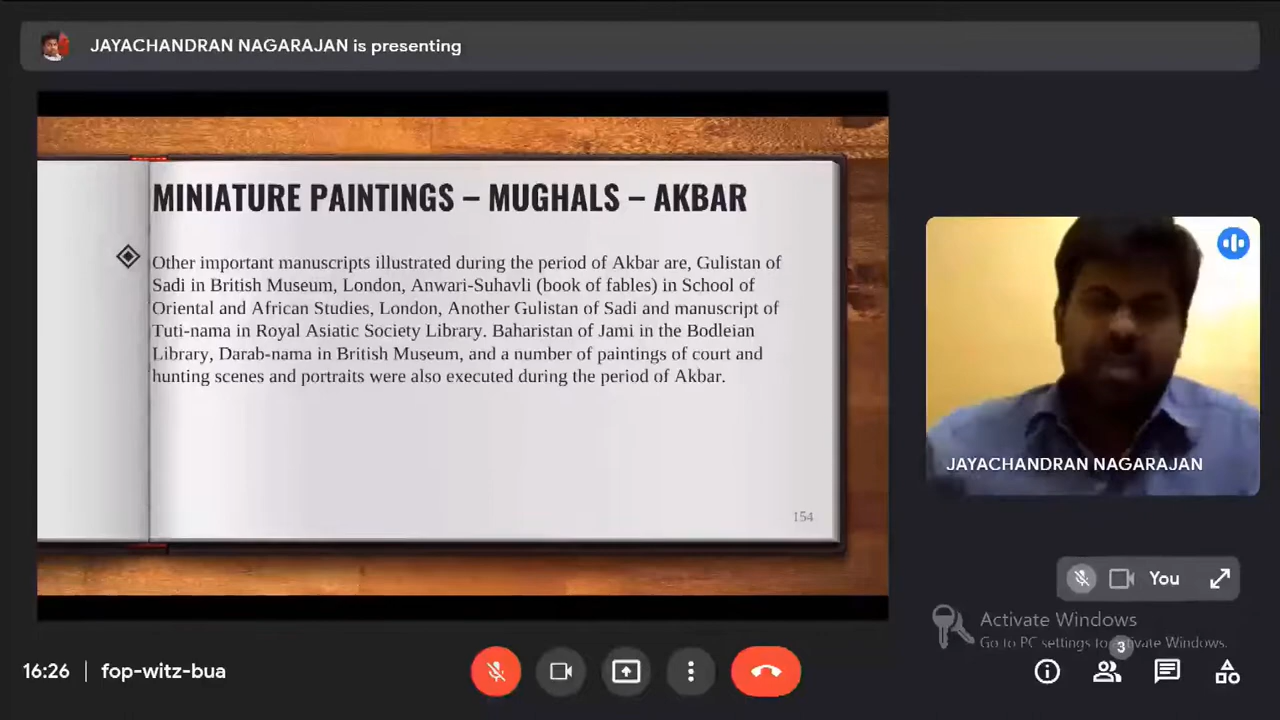 JAYACHANDRAN NAGARAJAN is presenting
MINIATURE PAINTINGS – MUGHALS – AKBAR
Other important manuscripts illustrated during the period of Akbar are, Gulistan of
Sadi in British Museum, London, Anwari-Suhavli (book of fables) in School of
Oriental and African Studies, London, Another Gulistan of Sadi and manuscript of
Tuti-nama in Royal Asiatic Society Library. Baharistan of Jami in the Bodleian
Library, Darab-nama in British Museum, and a number of paintings of court and
hunting scenes and portraits were also executed during the period of Akbar.
154
JAYACHANDRAN NAGARAJAN
You
Activate Windows
Go to PC settings to activate Windows.
3
16:26
fop-witz-bua